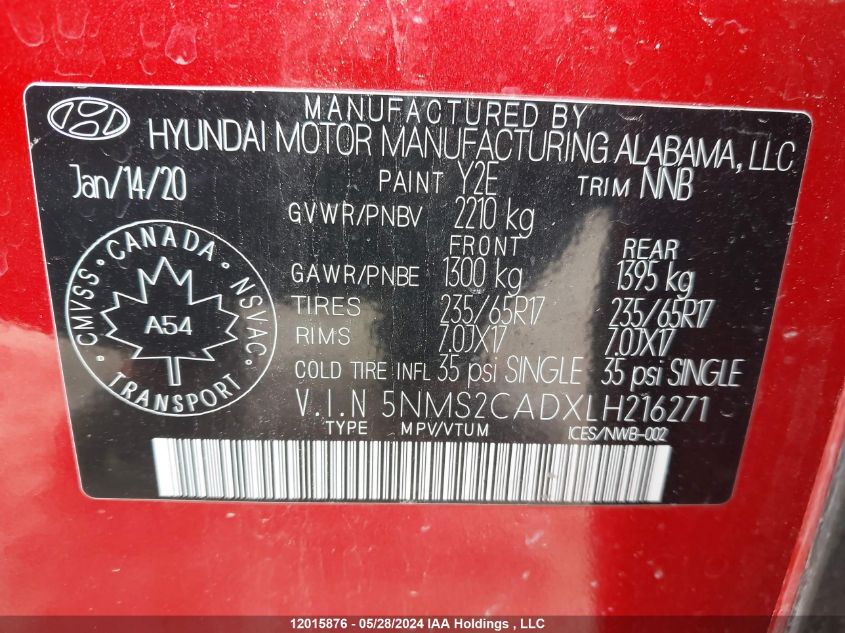 MANUFACTURED BY
HYUNDAI MOTOR MANUFACTURING ALABAMA, LLC
Jan/14/20 PAINT Y2E TRIM NNB
GVWR/PNBV 2210 kg
FRONT REAR
GAWR/PNBE 1300 kg 1395 kg
TIRES 235/65R17 235/65R17
RIMS 7.0JX17 7.0JX17
COLD TIRE INFL 35 psi SINGLE 35 psi SINGLE
V.I.N 5NMS2CADXLH216271
TYPE MPV/VTUM ICES/NWB-002
CANADA
CMVSS NSVAC
A54
TRANSPORT
12015876 - 05/28/2024 IAA Holdings , LLC